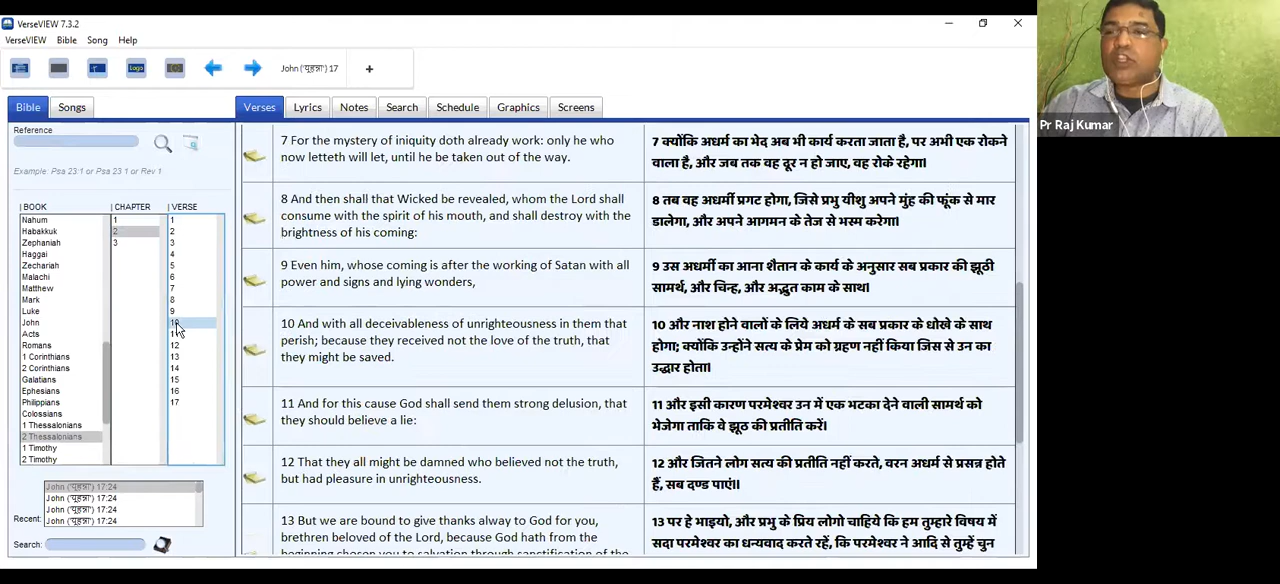 VerseVIEW 7.3.2
VerseVIEW Bible Song Help
Logo
John ('यूहन्ना') 17 +
Bible Songs
Verses Lyrics Notes Search Schedule Graphics Screens
Reference
Example: Psa 23:1 or Psa 23 1 or Rev 1
BOOK
Nahum
Habakkuk
Zephaniah
Haggai
Zechariah
Malachi
Matthew
Mark
Luke
John
Acts
Romans
1 Corinthians
2 Corinthians
Galatians
Ephesians
Philippians
Colossians
1 Thessalonians
2 Thessalonians
1 Timothy
2 Timothy
CHAPTER
1
2
3
VERSE
1
2
3
4
5
6
7
8
9
10
11
12
13
14
15
16
17
Recent:
John ('यूहन्ना') 17:24
John ('यूहन्ना') 17:24
John ('यूहन्ना') 17:24
John ('यूहन्ना') 17:24
Search:
7 For the mystery of iniquity doth already work: only he who
now letteth will let, until he be taken out of the way.
7 क्योंकि अधर्म का भेद अब भी कार्य करता जाता है, पर अभी एक रोकने
वाला है, और जब तक वह दूर न हो जाए, वह रोके रहेगा।
8 And then shall that Wicked be revealed, whom the Lord shall
consume with the spirit of his mouth, and shall destroy with the
brightness of his coming:
8 तब वह अधर्मी प्रगट होगा, जिसे प्रभु यीशु अपने मुंह की फूंक से मार
डालेगा, और अपने आगमन के तेज से भस्म करेगा।
9 Even him, whose coming is after the working of Satan with all
power and signs and lying wonders,
9 उस अधर्मी का आना शैतान के कार्य के अनुसार सब प्रकार की झूठी
सामर्थ, और चिन्ह, और अद्भुत काम के साथ।
10 And with all deceivableness of unrighteousness in them that
perish; because they received not the love of the truth, that
they might be saved.
10 और नाश होने वालों के लिये अधर्म के सब प्रकार के धोखे के साथ
होगा; क्योंकि उन्होंने सत्य के प्रेम को ग्रहण नहीं किया जिस से उन का
उद्धार होता।
11 And for this cause God shall send them strong delusion, that
they should believe a lie:
11 और इसी कारण परमेश्वर उन में एक भटका देने वाली सामर्थ को
भेजेगा ताकि वे झूठ की प्रतीति करें।
12 That they all might be damned who believed not the truth,
but had pleasure in unrighteousness.
12 और जितने लोग सत्य की प्रतीति नहीं करते, वरन अधर्म से प्रसन्न होते
हैं, सब दण्ड पाएं॥
13 But we are bound to give thanks alway to God for you,
brethren beloved of the Lord, because God hath from the
beginning chosen you to salvation through sanctification of the
13 पर हे भाइयो, और प्रभु के प्रिय लोगो चाहिये कि हम तुम्हारे विषय में
सदा परमेश्वर का धन्यवाद करते रहें, कि परमेश्वर ने आदि से तुम्हें चुन
Pr Raj Kumar